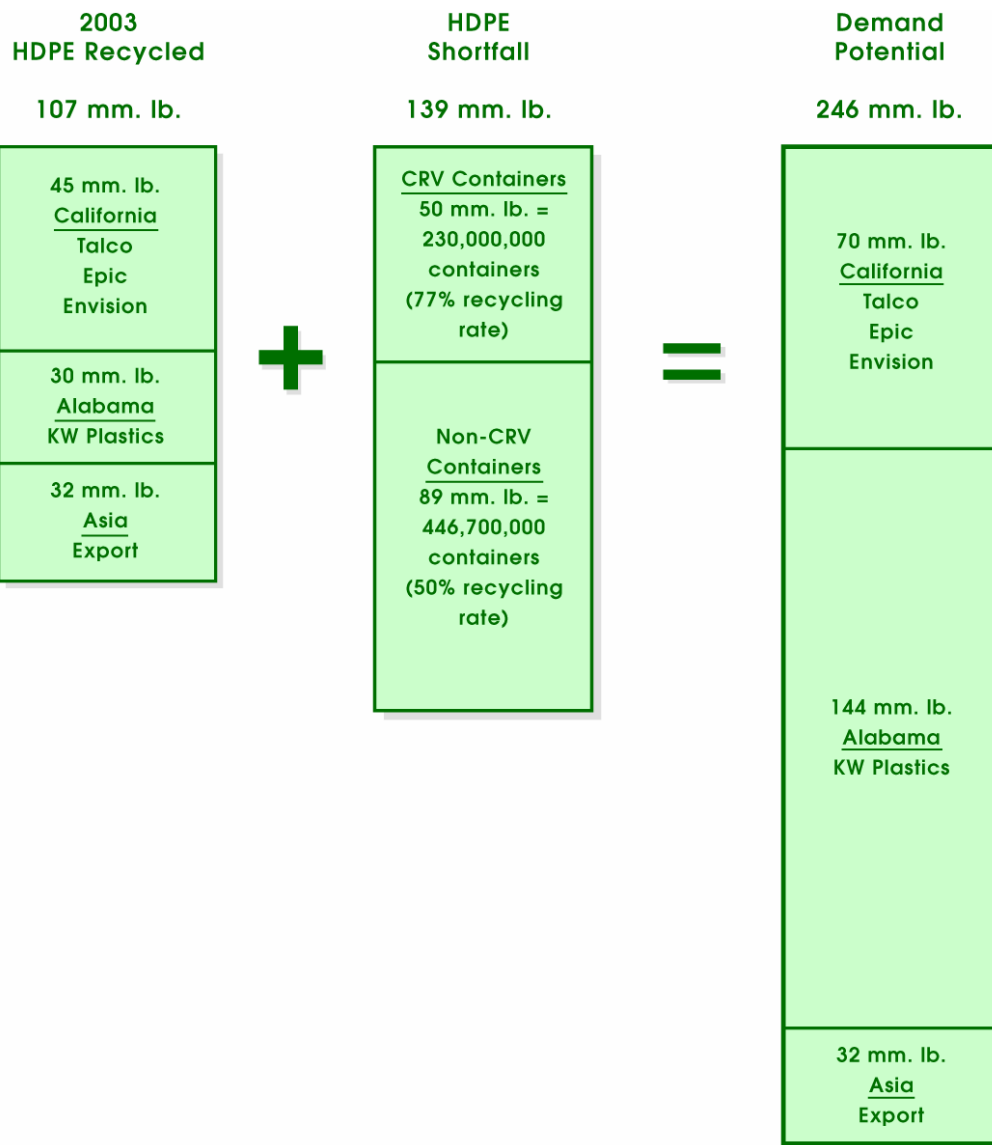 2003
HDPE Recycled
107 mm. lb.
45 mm. lb.
California
Talco
Epic
Envision
30 mm. lb.
Alabama
KW Plastics
32 mm. lb.
Asia
Export
+
HDPE
Shortfall
139 mm. lb.
CRV Containers
50 mm. lb. =
230,000,000
containers
(77% recycling
rate)
Non-CRV
Containers
89 mm. lb. =
446,700,000
containers
(50% recycling
rate)
=
Demand
Potential
246 mm. lb.
70 mm. lb.
California
Talco
Epic
Envision
144 mm. lb.
Alabama
KW Plastics
32 mm. lb.
Asia
Export